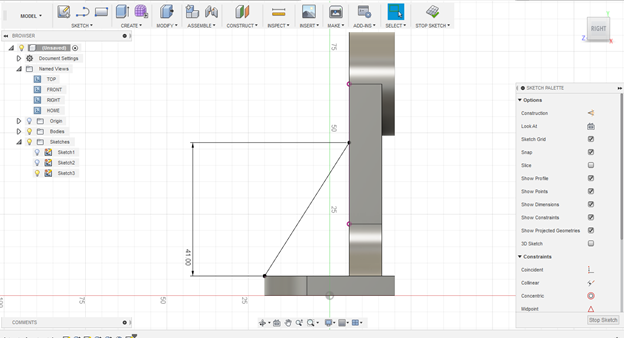 MODEL
SKETCH
CREATE
MODIFY
ASSEMBLE
CONSTRUCT
INSPECT
INSERT
MAKE
ADD-INS
SELECT
STOP SKETCH
BROWSER
(Unsaved)
Document Settings
Named Views
TOP
FRONT
RIGHT
HOME
Origin
Bodies
Sketches
Sketch1
Sketch2
Sketch3
75
50
25
41.00
25
50
75
100
Y
Z
RIGHT
SKETCH PALETTE
Options
Construction
Look At
Sketch Grid
Snap
Slice
Show Profile
Show Points
Show Dimensions
Show Constraints
Show Projected Geometries
3D Sketch
Constraints
Coincident
Collinear
Concentric
Midpoint
Stop Sketch
COMMENTS